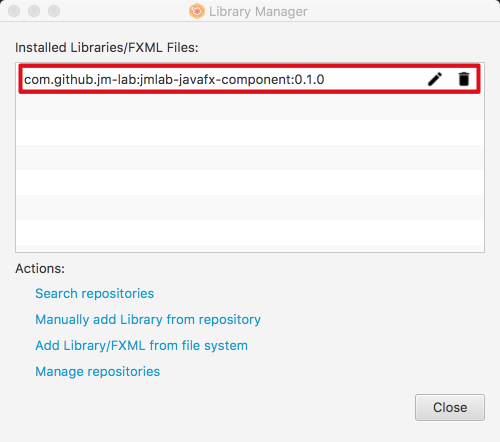 Library Manager
Installed Libraries/FXML Files:
com.github.jm-lab:jmlab-javafx-component:0.1.0
Actions:
Search repositories
Manually add Library from repository
Add Library/FXML from file system
Manage repositories
Close